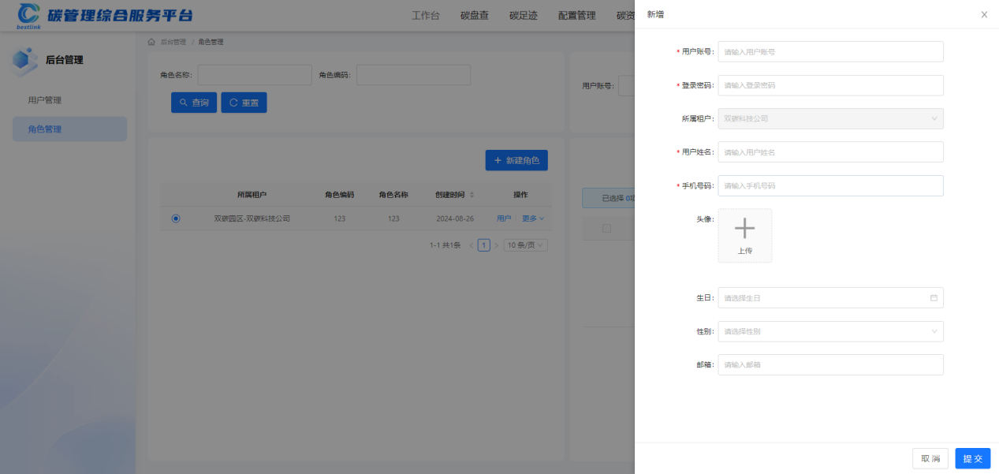 bestlink
碳管理综合服务平台
工作台 碳盘查 碳足迹 配置管理 碳资
后台管理
用户管理
角色管理
后台管理 / 角色管理
角色名称:
角色编码:
查询
重置
+ 新建角色
所属租户 角色编码 角色名称 创建时间 操作
双碳园区-双碳科技公司 123 123 2024-08-26 用户 更多
1-1 共1条 < 1 > 10 条/页
用户账号:
已选择 0项
新增
* 用户账号: 请输入用户账号
* 登录密码: 请输入登录密码
所属租户: 双碳科技公司
* 用户姓名: 请输入用户姓名
* 手机号码: 请输入手机号码
头像:
上传
生日: 请选择生日
性别: 请选择性别
邮箱: 请输入邮箱
取 消
提 交